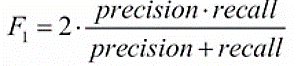 F₁ = 2 · precision · recall / precision + recall